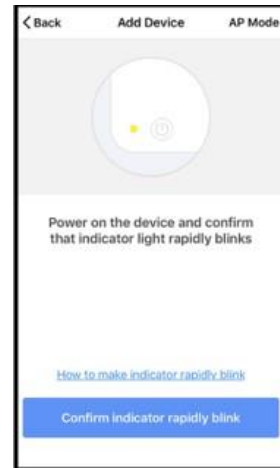 Back Add Device AP Mode
Power on the device and confirm
that indicator light rapidly blinks
How to make indicator rapidly blink
Confirm indicator rapidly blink